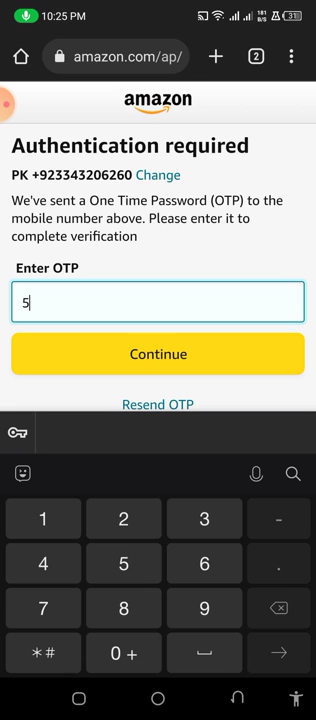 10:25 PM
181
B/S
31
amazon.com/ap/
2
amazon
Authentication required
PK +923343206260 Change
We've sent a One Time Password (OTP) to the
mobile number above. Please enter it to
complete verification
Enter OTP
5
Continue
Resend OTP
1 2 3 -
4 5 6 .
7 8 9
*# 0 +